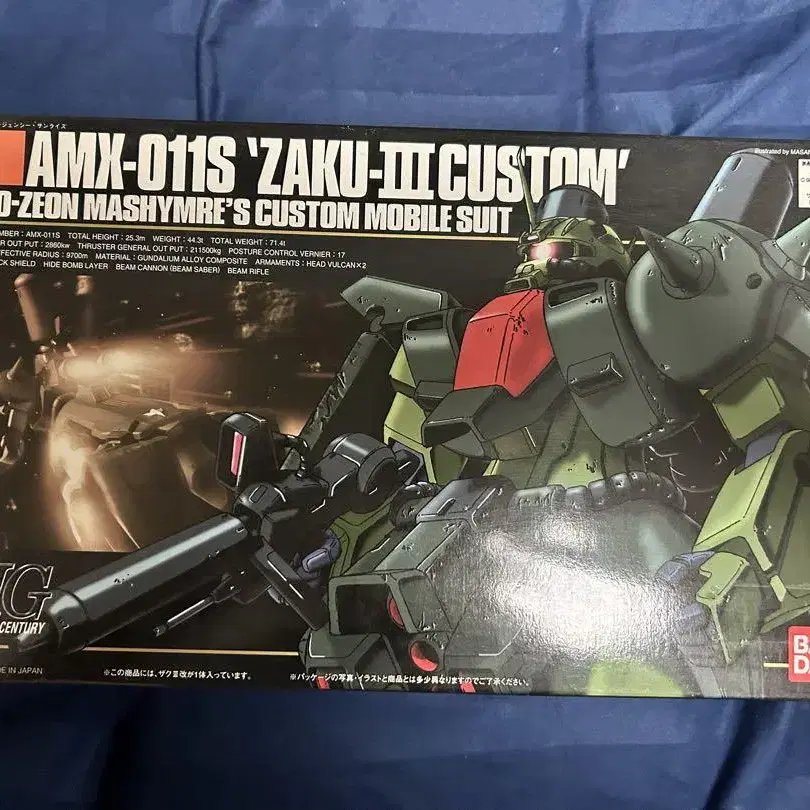 ジェンシー・サンライズ
AMX-011S 'ZAKU-III CUSTOM'
O-ZEON MASHYMRE'S CUSTOM MOBILE SUIT
Illustrated by MASA
MBER : AMX-011S TOTAL HEIGHT : 25.3m WEIGHT : 44.3t TOTAL WEIGHT : 71.4t
R OUT PUT : 2860kw THRUSTER GENERAL OUT PUT : 211500kg POSTURE CONTROL VERNIER : 17
FFECTIVE RADIUS : 9700m MATERIAL : GUNDALIUM ALLOY COMPOSITE ARMAMENTS : HEAD VULCAN×2
CK SHIELD HIDE BOMB LAYER BEAM CANNON (BEAM SABER) BEAM RIFLE
G
CENTURY
DE IN JAPAN
※この商品には、ザクⅢ改が1体入っています。
※パッケージの写真・イラストと商品とは多少異なりますのでご了承ください。
BA
DA